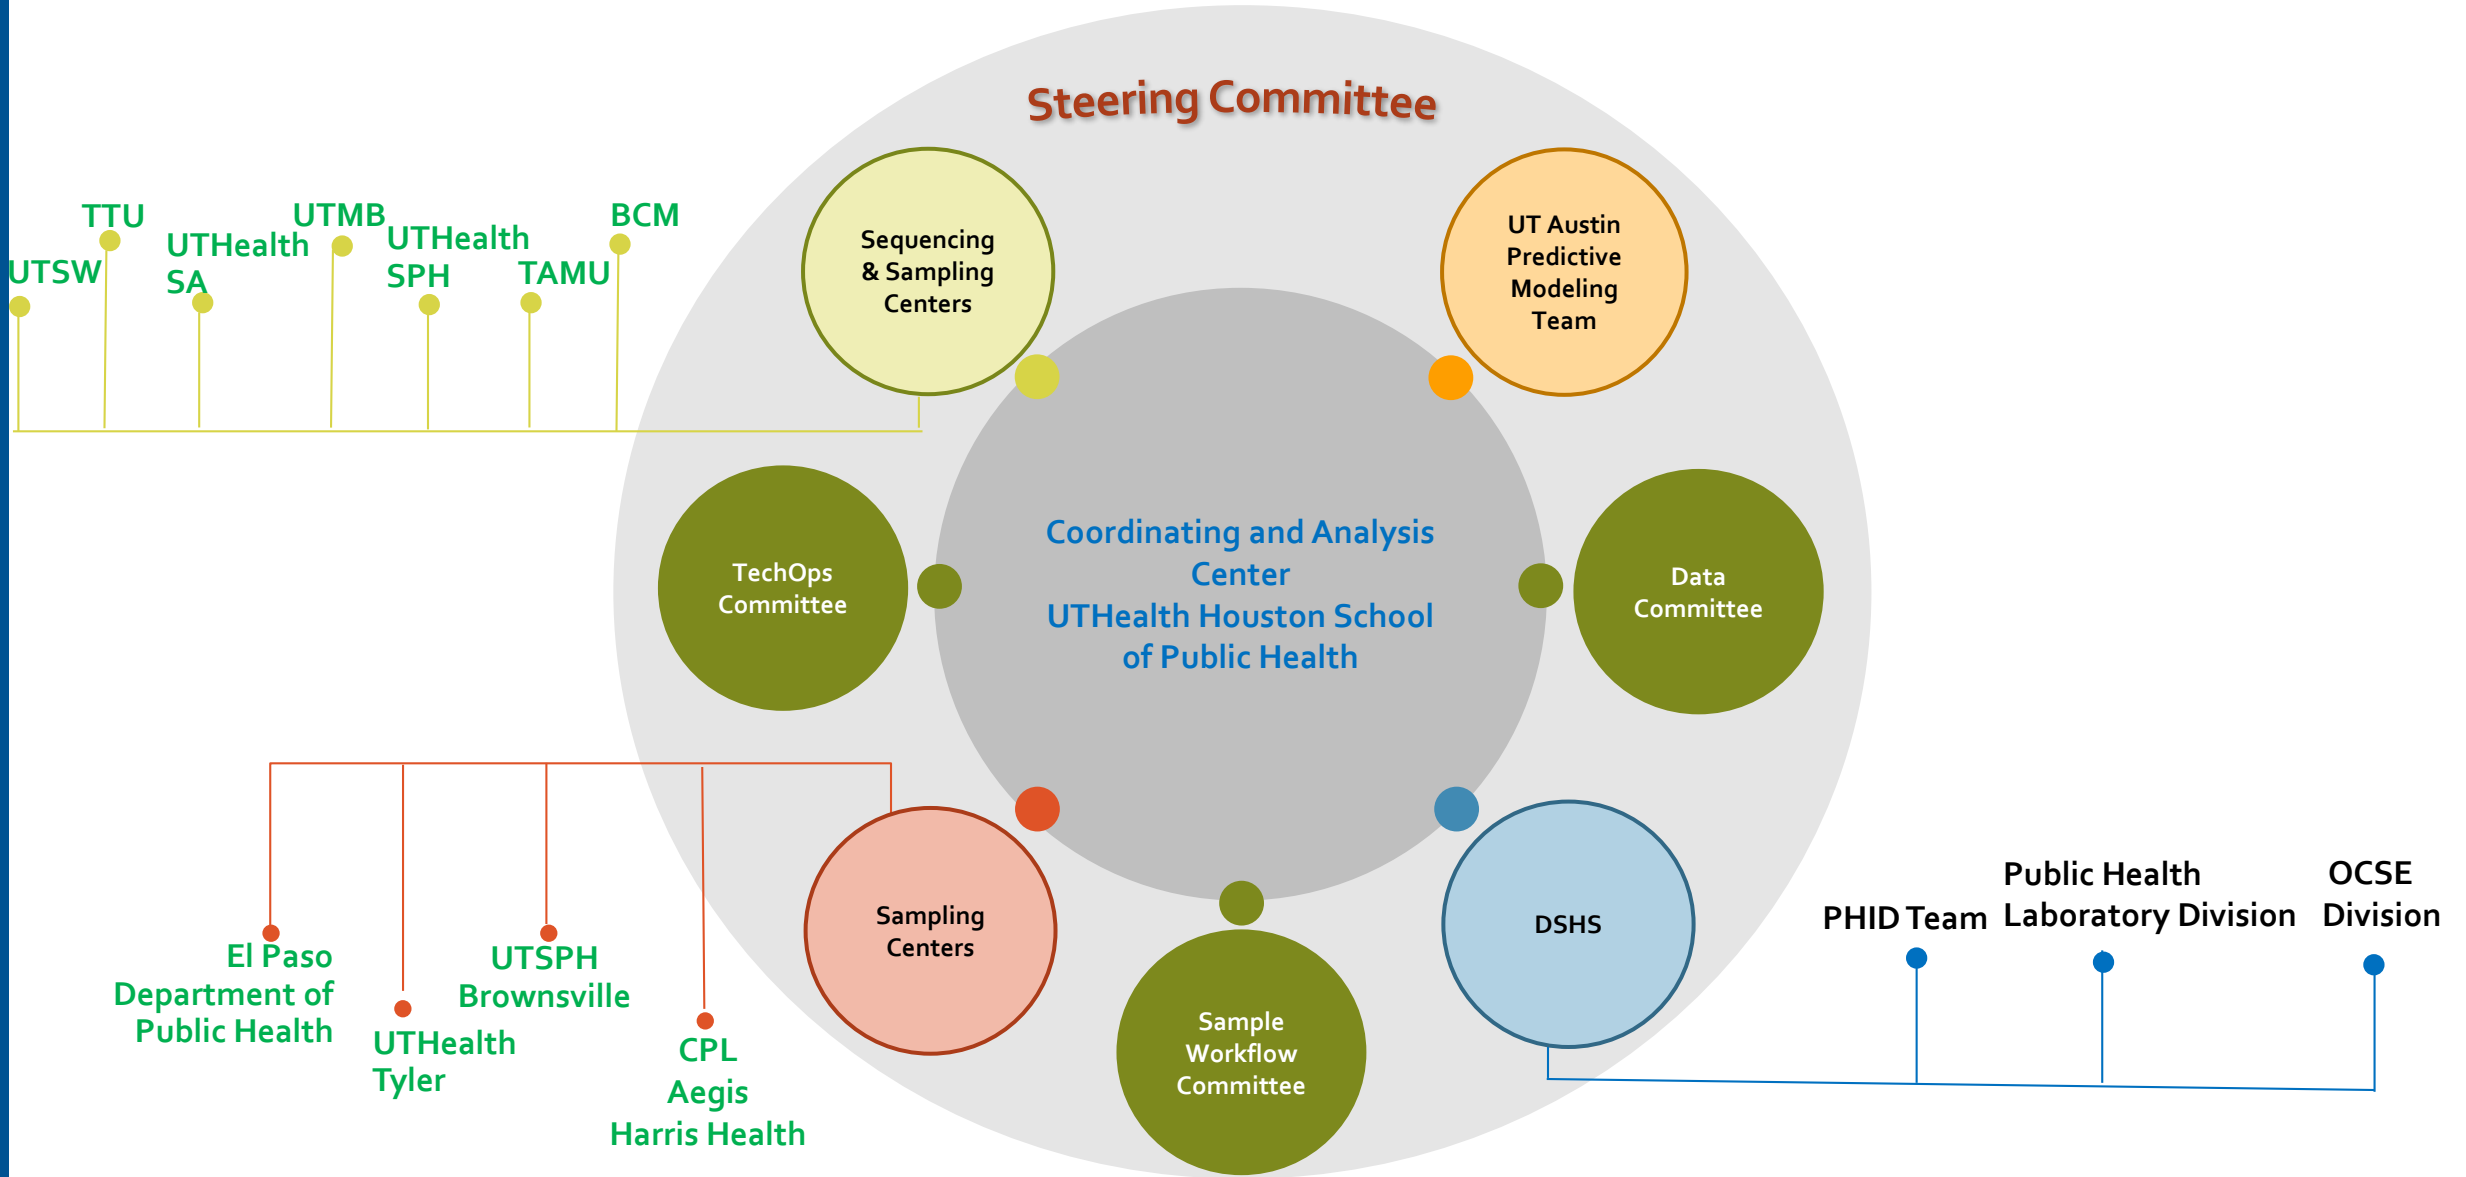 Steering Committee
Sequencing
& Sampling
Centers
UT Austin
Predictive
Modeling
Team
UTSW
TTU
UTHealth
SA
UTMB
UTHealth
SPH
TAMU
BCM
TechOps
Committee
Coordinating and Analysis
Center
UTHealth Houston School
of Public Health
Data
Committee
Sampling
Centers
El Paso
Department of
Public Health
UTHealth
Tyler
UTSPH
Brownsville
CPL
Aegis
Harris Health
Sample
Workflow
Committee
DSHS
PHID Team
Public Health
Laboratory Division
OCSE
Division